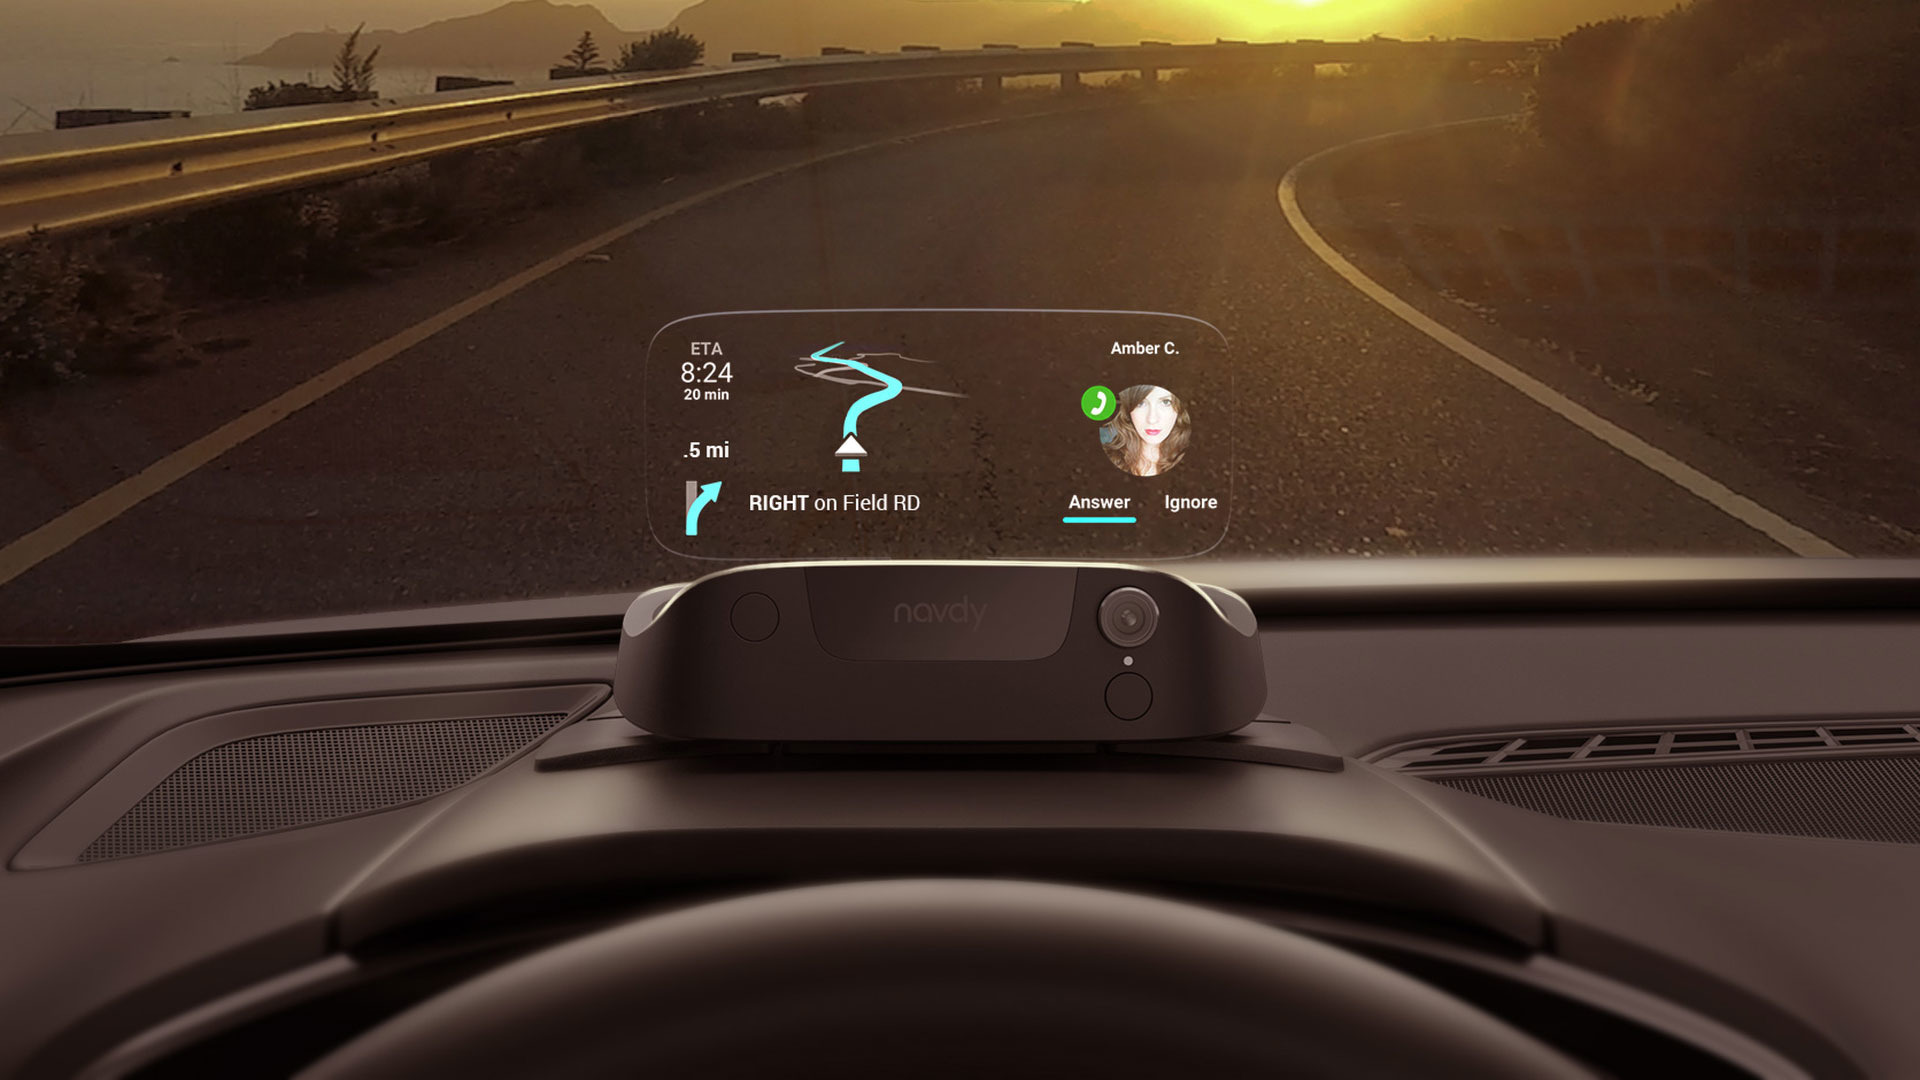 ETA
8:24
20 min
.5 mi
RIGHT on Field RD
Amber C.
Answer Ignore
navdy